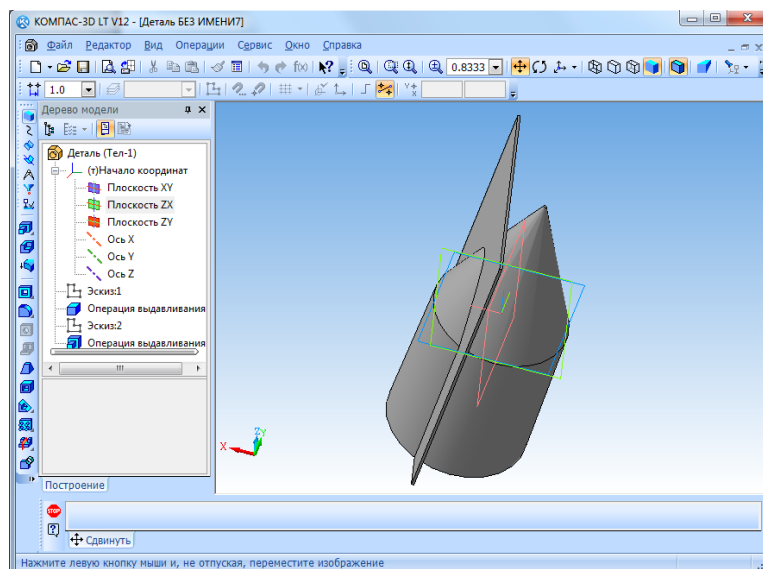 КОМПАС-3D LT V12 - [Деталь БЕЗ ИМЕНИ7]
Файл Редактор Вид Операции Сервис Окно Справка
0.8333
1.0
Дерево модели
Деталь (Тел-1)
(т)Начало координат
Плоскость XY
Плоскость ZX
Плоскость ZY
Ось X
Ось Y
Ось Z
Эскиз:1
Операция выдавливания
Эскиз:2
Операция выдавливания
Z Y
X
Построение
STOP
Сдвинуть
Нажмите левую кнопку мыши и, не отпуская, переместите изображение